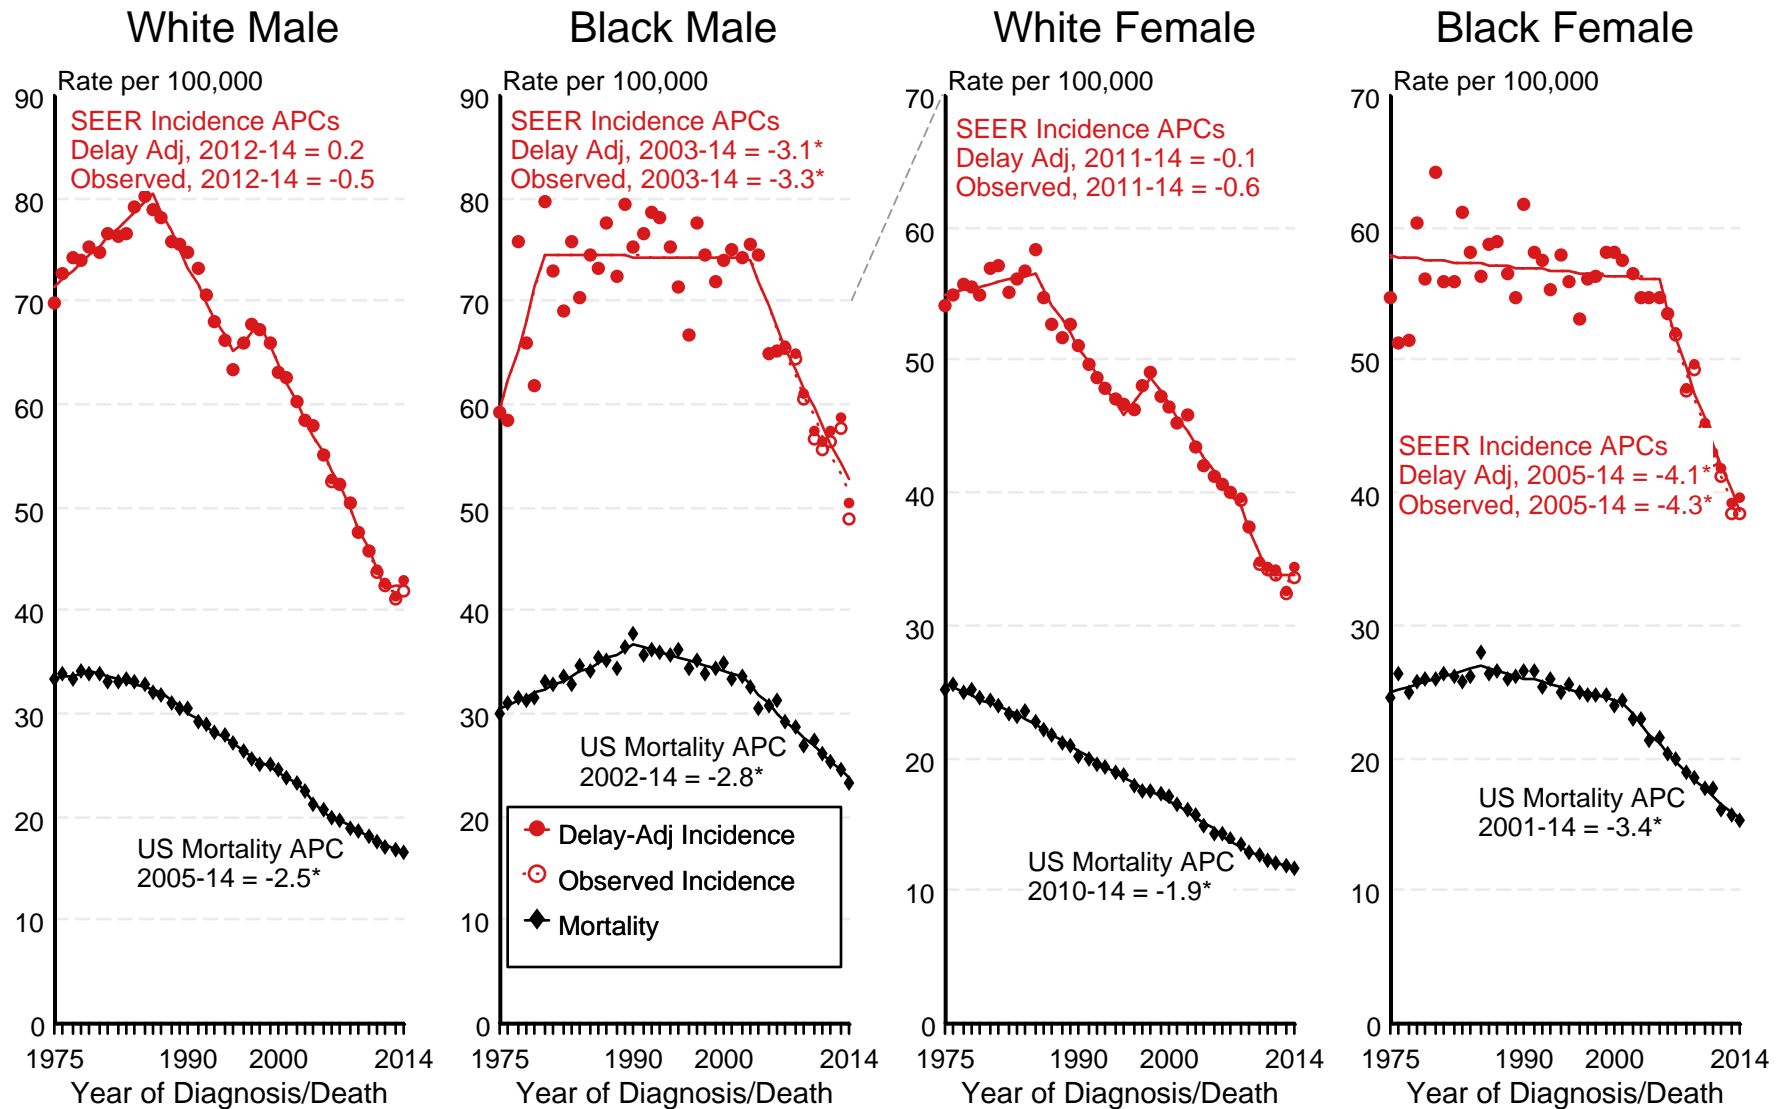 White Male
Rate per 100,000
SEER Incidence APCs
Delay Adj, 2012-14 = 0.2
Observed, 2012-14 = -0.5
90
80
70
60
50
40
30
20
10
0
US Mortality APC
2005-14 = -2.5*
1975 1990 2000 2014
Year of Diagnosis/Death
Black Male
Rate per 100,000
SEER Incidence APCs
Delay Adj, 2003-14 = -3.1*
Observed, 2003-14 = -3.3*
90
80
70
60
50
40
30
20
10
0
US Mortality APC
2002-14 = -2.8*
Delay-Adj Incidence
Observed Incidence
Mortality
1975 1990 2000 2014
Year of Diagnosis/Death
White Female
Rate per 100,000
SEER Incidence APCs
Delay Adj, 2011-14 = -0.1
Observed, 2011-14 = -0.6
70
60
50
40
30
20
10
0
US Mortality APC
2010-14 = -1.9*
1975 1990 2000 2014
Year of Diagnosis/Death
Black Female
Rate per 100,000
70
60
50
40
30
20
10
0
SEER Incidence APCs
Delay Adj, 2005-14 = -4.1*
Observed, 2005-14 = -4.3*
US Mortality APC
2001-14 = -3.4*
1975 1990 2000 2014
Year of Diagnosis/Death